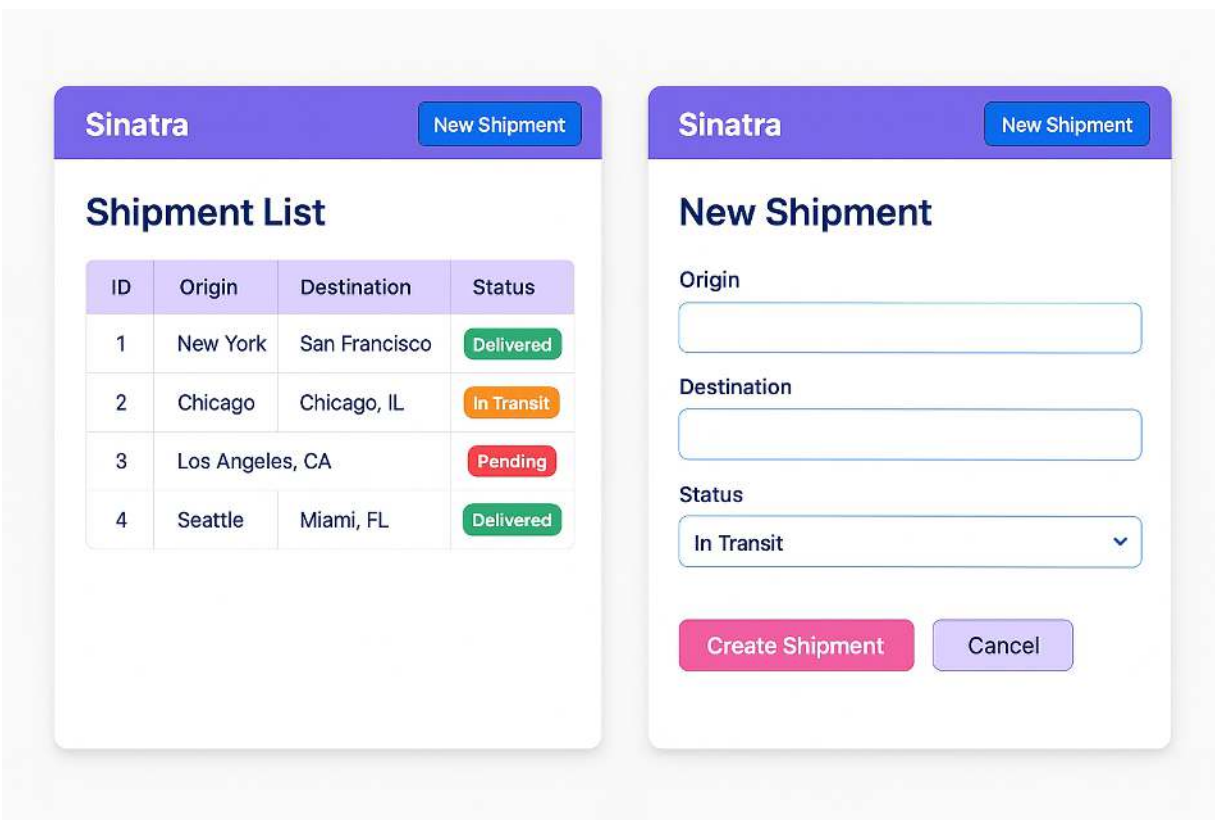 Sinatra New Shipment
Shipment List
ID Origin Destination Status
1 New York San Francisco Delivered
2 Chicago Chicago, IL In Transit
3 Los Angeles, CA Pending
4 Seattle Miami, FL Delivered
Sinatra New Shipment
New Shipment
Origin
Destination
Status
In Transit
Create Shipment Cancel